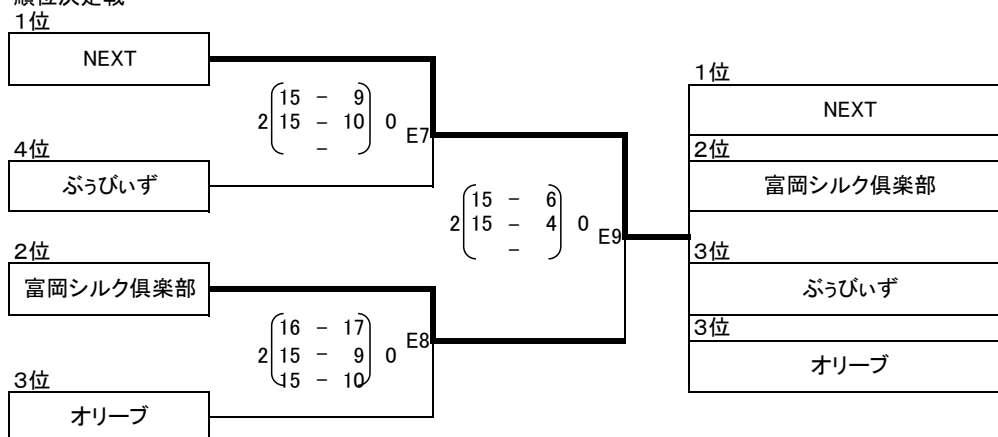 順位決定戦
1位
NEXT
2(15 － 9
15 － 10
－) 0
E7
4位
ぶぅびぃず
2(15 － 6
15 － 4
－) 0
E9
2位
富岡シルク倶楽部
2(16 － 17
15 － 9
15 － 10) 0
E8
3位
オリーブ
1位
NEXT
2位
富岡シルク倶楽部
3位
ぶぅびぃず
3位
オリーブ